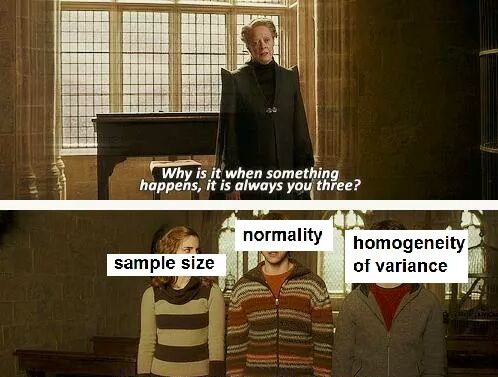 Why is it when something
happens, it is always you three?
normality
homogeneity
of variance
sample size